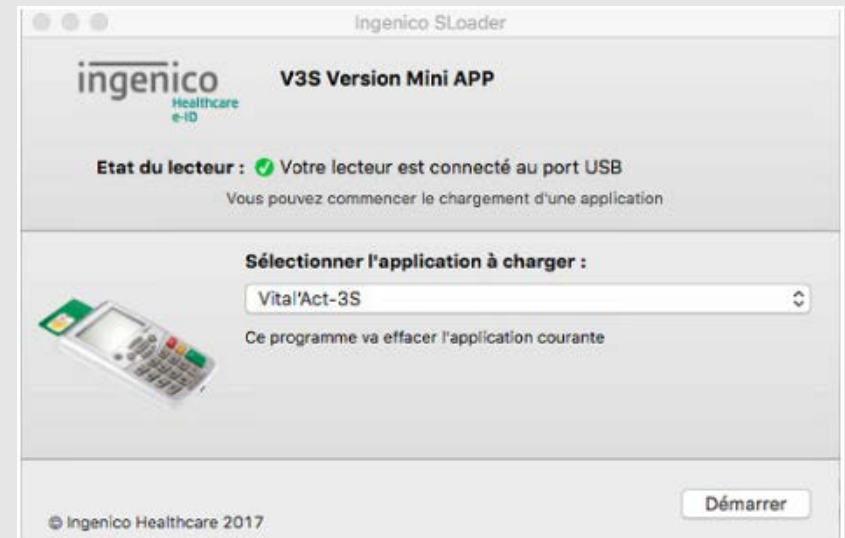 Ingenico SLoader
ingenico
Healthcare
e-ID
V3S Version Mini APP
Etat du lecteur : Votre lecteur est connecté au port USB
Vous pouvez commencer le chargement d'une application
Sélectionner l'application à charger :
Vital'Act-3S
Ce programme va effacer l'application courante
Démarrer
© Ingenico Healthcare 2017